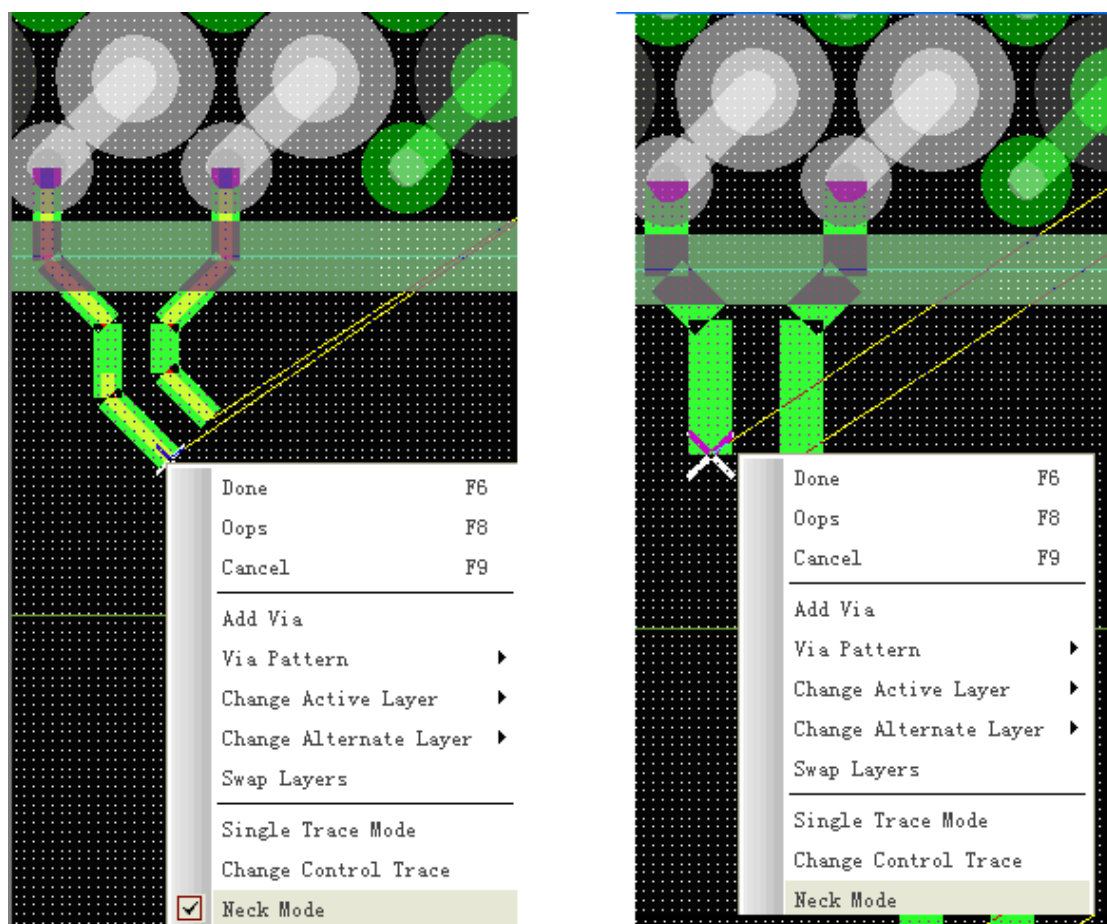 Done F6
Oops F8
Cancel F9
Add Via
Via Pattern
Change Active Layer
Change Alternate Layer
Swap Layers
Single Trace Mode
Change Control Trace
Neck Mode
Done F6
Oops F8
Cancel F9
Add Via
Via Pattern
Change Active Layer
Change Alternate Layer
Swap Layers
Single Trace Mode
Change Control Trace
Neck Mode